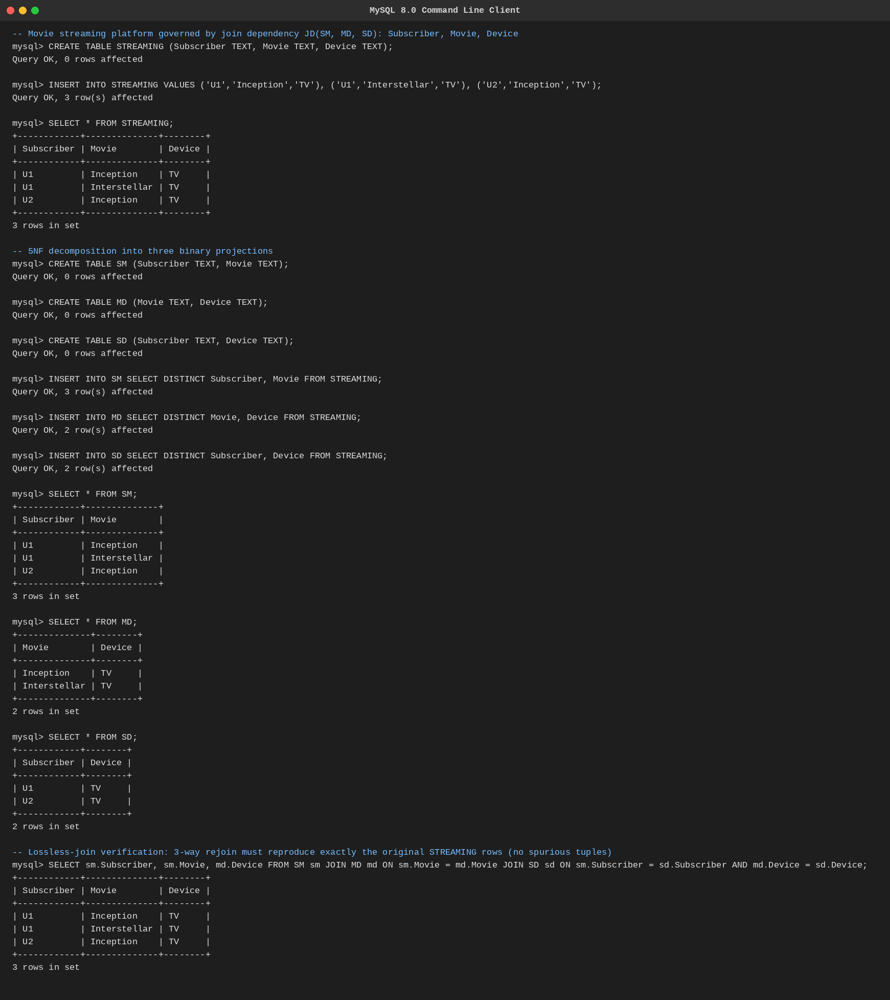 MySQL 8.0 Command Line Client
-- Movie streaming platform governed by join dependency JD(SM, MD, SD): Subscriber, Movie, Device
mysql> CREATE TABLE STREAMING (Subscriber TEXT, Movie TEXT, Device TEXT);
Query OK, 0 rows affected

mysql> INSERT INTO STREAMING VALUES ('U1','Inception','TV'), ('U1','Interstellar','TV'), ('U2','Inception','TV');
Query OK, 3 row(s) affected

mysql> SELECT * FROM STREAMING;
+------------+--------------+--------+
| Subscriber | Movie        | Device |
+------------+--------------+--------+
| U1         | Inception    | TV     |
| U1         | Interstellar | TV     |
| U2         | Inception    | TV     |
+------------+--------------+--------+
3 rows in set

-- 5NF decomposition into three binary projections
mysql> CREATE TABLE SM (Subscriber TEXT, Movie TEXT);
Query OK, 0 rows affected

mysql> CREATE TABLE MD (Movie TEXT, Device TEXT);
Query OK, 0 rows affected

mysql> CREATE TABLE SD (Subscriber TEXT, Device TEXT);
Query OK, 0 rows affected

mysql> INSERT INTO SM SELECT DISTINCT Subscriber, Movie FROM STREAMING;
Query OK, 3 row(s) affected

mysql> INSERT INTO MD SELECT DISTINCT Movie, Device FROM STREAMING;
Query OK, 2 row(s) affected

mysql> INSERT INTO SD SELECT DISTINCT Subscriber, Device FROM STREAMING;
Query OK, 2 row(s) affected

mysql> SELECT * FROM SM;
+------------+--------------+
| Subscriber | Movie        |
+------------+--------------+
| U1         | Inception    |
| U1         | Interstellar |
| U2         | Inception    |
+------------+--------------+
3 rows in set

mysql> SELECT * FROM MD;
+--------------+--------+
| Movie        | Device |
+--------------+--------+
| Inception    | TV     |
| Interstellar | TV     |
+--------------+--------+
2 rows in set

mysql> SELECT * FROM SD;
+------------+--------+
| Subscriber | Device |
+------------+--------+
| U1         | TV     |
| U2         | TV     |
+------------+--------+
2 rows in set

-- Lossless-join verification: 3-way rejoin must reproduce exactly the original STREAMING rows (no spurious tuples)
mysql> SELECT sm.Subscriber, sm.Movie, md.Device FROM SM sm JOIN MD md ON sm.Movie = md.Movie JOIN SD sd ON sm.Subscriber = sd.Subscriber AND md.Device = sd.Device;
+------------+--------------+--------+
| Subscriber | Movie        | Device |
+------------+--------------+--------+
| U1         | Inception    | TV     |
| U1         | Interstellar | TV     |
| U2         | Inception    | TV     |
+------------+--------------+--------+
3 rows in set